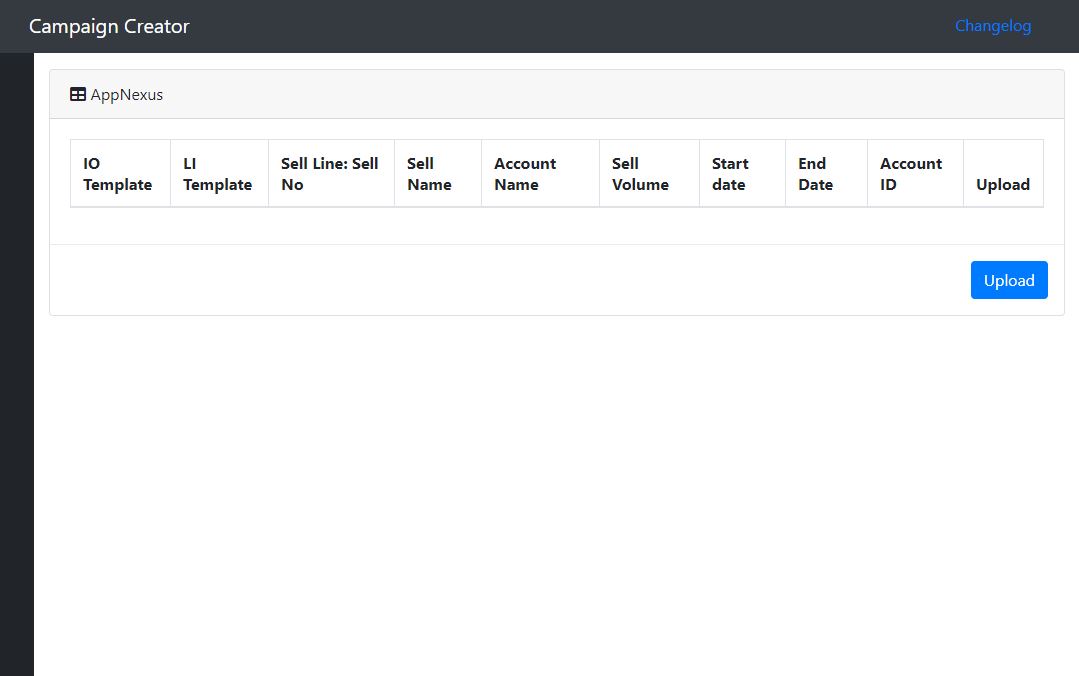 Campaign Creator
Changelog
AppNexus
IO Template
LI Template
Sell Line: Sell No
Sell Name
Account Name
Sell Volume
Start date
End Date
Account ID
Upload
Upload